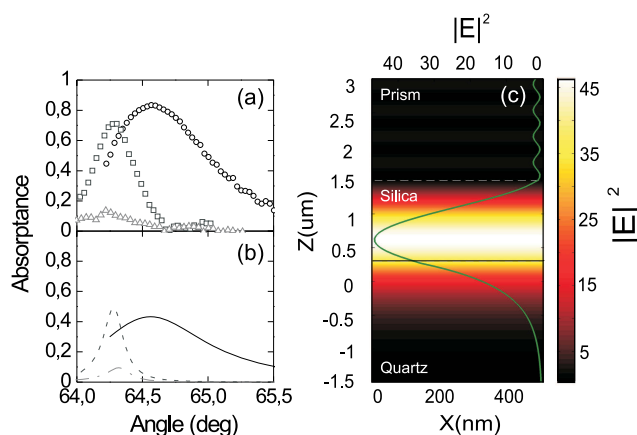 |E|²
40 30 20 10 0
1
0,8
0,6
0,4
0,2
0
(a)
0,8
0,6
0,4
0,2
0
(b)
Absorptance
64,0 64,5 65,0 65,5
Angle (deg)
(c)
Prism
Silica
Quartz
3
2.5
2
1.5
1
0.5
0
-0.5
-1
-1.5
Z(um)
0 200 400
X(nm)
45
35
25
15
5
|E|²